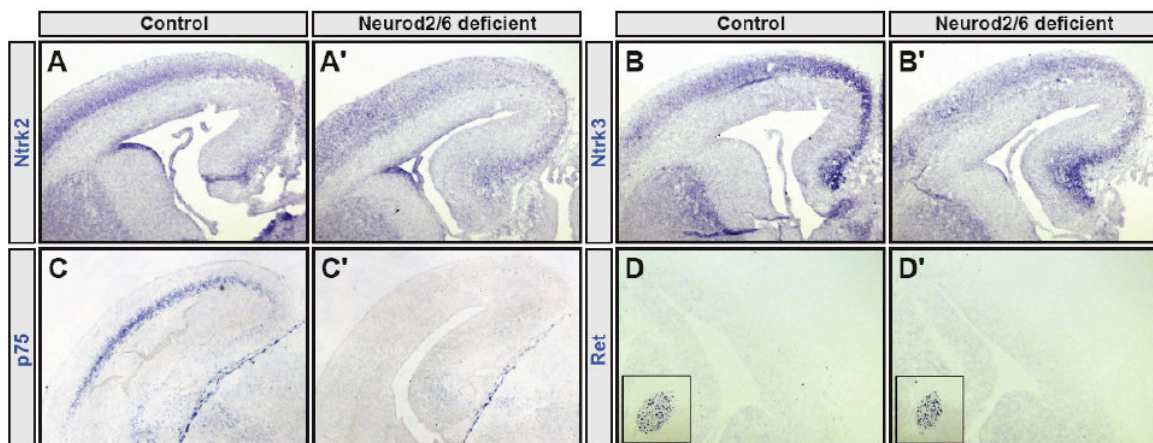 Control
Neurod2/6 deficient
Control
Neurod2/6 deficient
Ntrk2
A
A'
Ntrk3
B
B'
p75
C
C'
Ret
D
D'